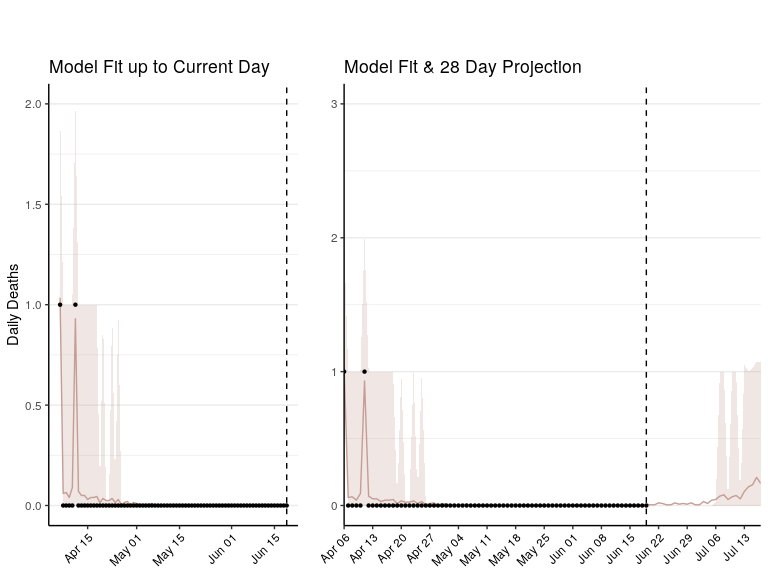 Model Fit up to Current Day
Daily Deaths
2.0
1.5
1.0
0.5
0.0
Apr 15
May 01
May 15
Jun 01
Jun 15
Model Fit & 28 Day Projection
3
2
1
0
Apr 06
Apr 13
Apr 20
Apr 27
May 04
May 11
May 18
May 25
Jun 01
Jun 08
Jun 15
Jun 22
Jun 29
Jul 06
Jul 13